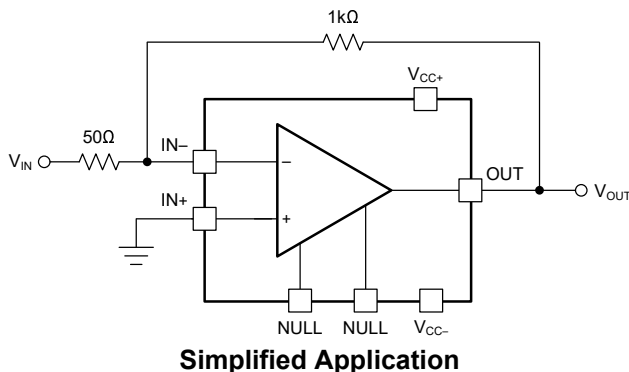 1kΩ
VCC+
50Ω
IN–
VIN
–
OUT
VOUT
IN+
+
NULL
NULL
VCC–
Simplified Application